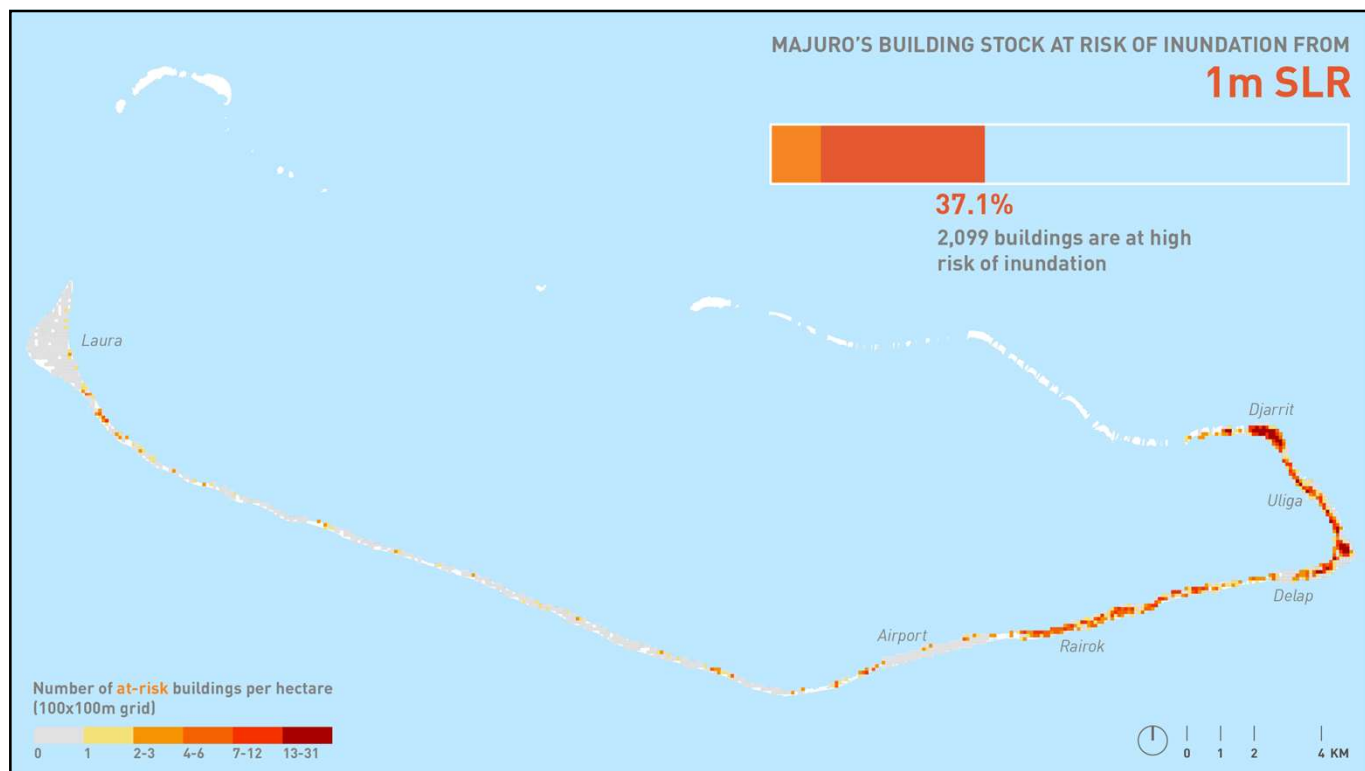 MAJURO'S BUILDING STOCK AT RISK OF INUNDATION FROM
1m SLR
37.1%
2,099 buildings are at high
risk of inundation
Laura
Djarrit
Uliga
Delap
Airport
Rairok
Number of at-risk buildings per hectare
(100x100m grid)
0 1 2-3 4-6 7-12 13-31
0 1 2 4 KM